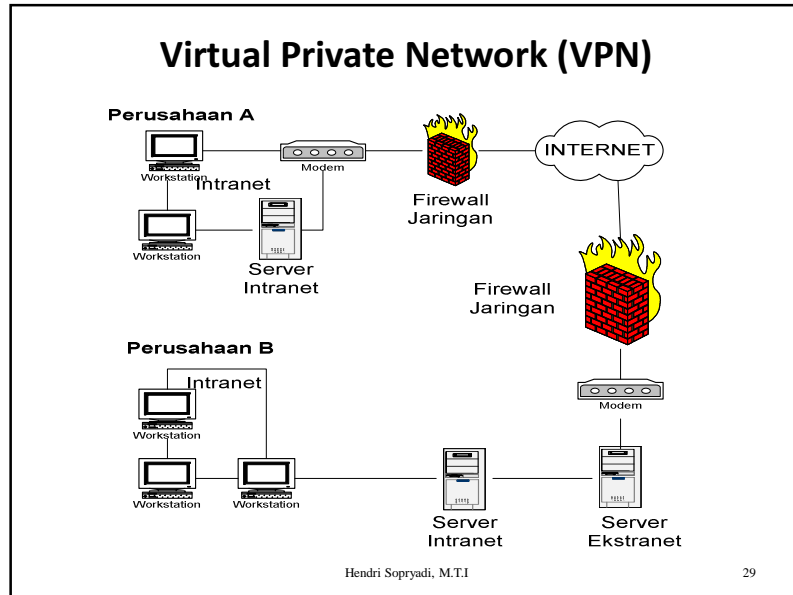 Virtual Private Network (VPN)
Perusahaan A
Workstation
Intranet
Modem
INTERNET
Firewall
Jaringan
Workstation
Server
Intranet
Firewall
Jaringan
Perusahaan B
Intranet
Workstation
Modem
Workstation
Workstation
Server
Intranet
Server
Ekstranet
Hendri Sopryadi, M.T.I
29